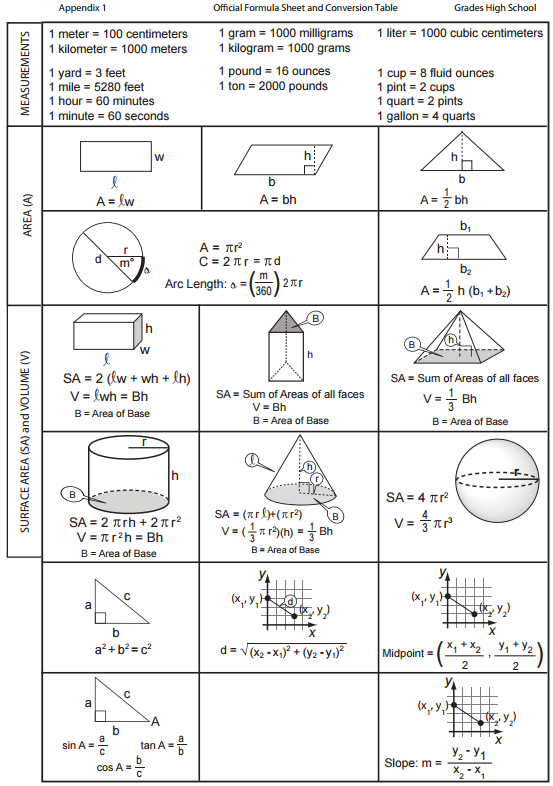 Appendix 1 Official Formula Sheet and Conversion Table Grades High School
MEASUREMENTS
1 meter = 100 centimeters
1 kilometer = 1000 meters
1 yard = 3 feet
1 mile = 5280 feet
1 hour = 60 minutes
1 minute = 60 seconds
1 gram = 1000 milligrams
1 kilogram = 1000 grams
1 pound = 16 ounces
1 ton = 2000 pounds
1 liter = 1000 cubic centimeters
1 cup = 8 fluid ounces
1 pint = 2 cups
1 quart = 2 pints
1 gallon = 4 quarts
AREA (A)
w
ℓ
A = ℓw
h
b
A = bh
h
b
A = 1/2 bh
d
r
m°
s
A = πr²
C = 2πr = πd
Arc Length: s = (m/360) 2πr
b₁
h
b₂
A = 1/2 h (b₁+b₂)
SURFACE AREA (SA) and VOLUME (V)
h
w
ℓ
SA = 2 (ℓw + wh + ℓh)
V = ℓwh = Bh
B = Area of Base
B
h
SA = Sum of Areas of all faces
V = Bh
B = Area of Base
B
h
SA = Sum of Areas of all faces
V = 1/3 Bh
B = Area of Base
r
h
B
SA = 2πrh + 2πr²
V = πr²h = Bh
B = Area of Base
ℓ
h
r
B
SA = (πrℓ)+(πr²)
V = (1/3 πr²)(h) = 1/3 Bh
B = Area of Base
r
SA = 4πr²
V = 4/3 πr³
a
c
b
a² + b² = c²
y
(x₁, y₁)
d
(x₂, y₂)
x
d = √(x₂ - x₁)² + (y₂ - y₁)²
y
(x₁, y₁)
(x₂, y₂)
x
Midpoint = (x₁ + x₂/2 , y₁ + y₂/2)
a
c
b
A
sin A = a/c tan A = a/b
cos A = b/c
y
(x₁, y₁)
(x₂, y₂)
x
Slope: m = y₂ - y₁/x₂ - x₁